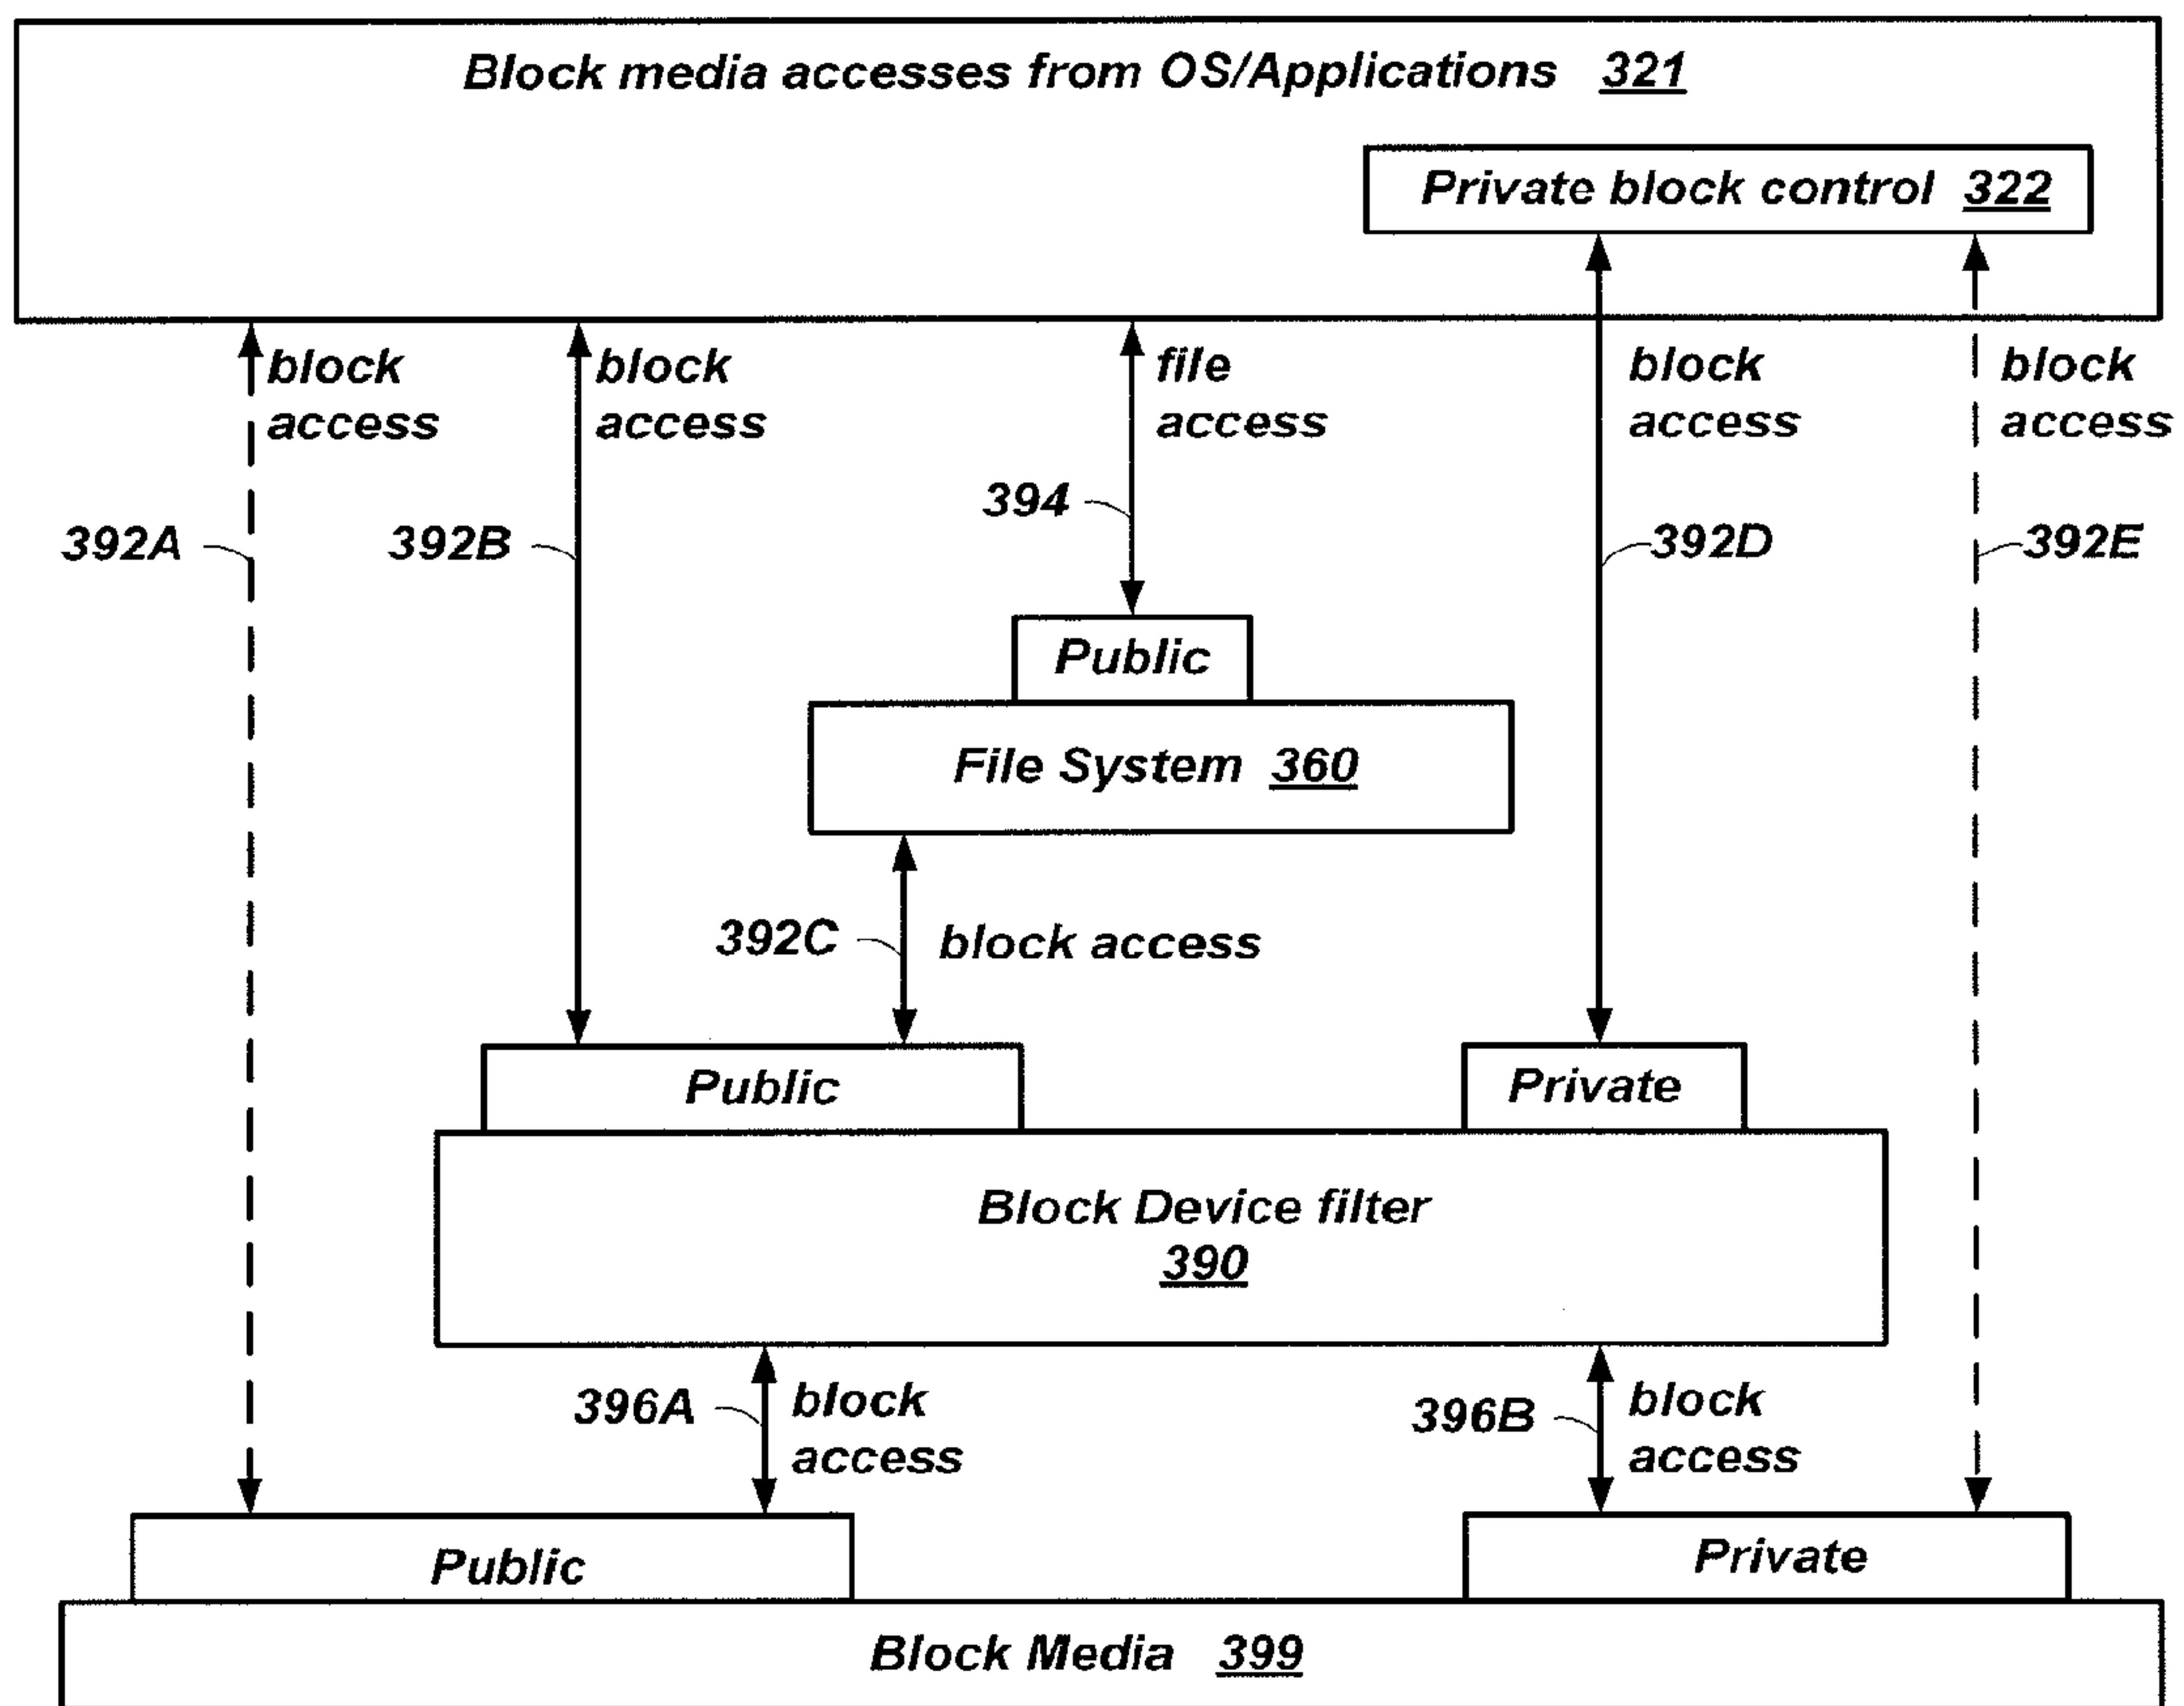 Block media accesses from OS/Applications 321
Private block control 322
block
access
block
access
file
access
block
access
block
access
394
392A
392B
392D
392E
Public
File System 360
392C
block access
Public
Private
Block Device filter
390
396A
block
access
396B
block
access
Public
Private
Block Media 399